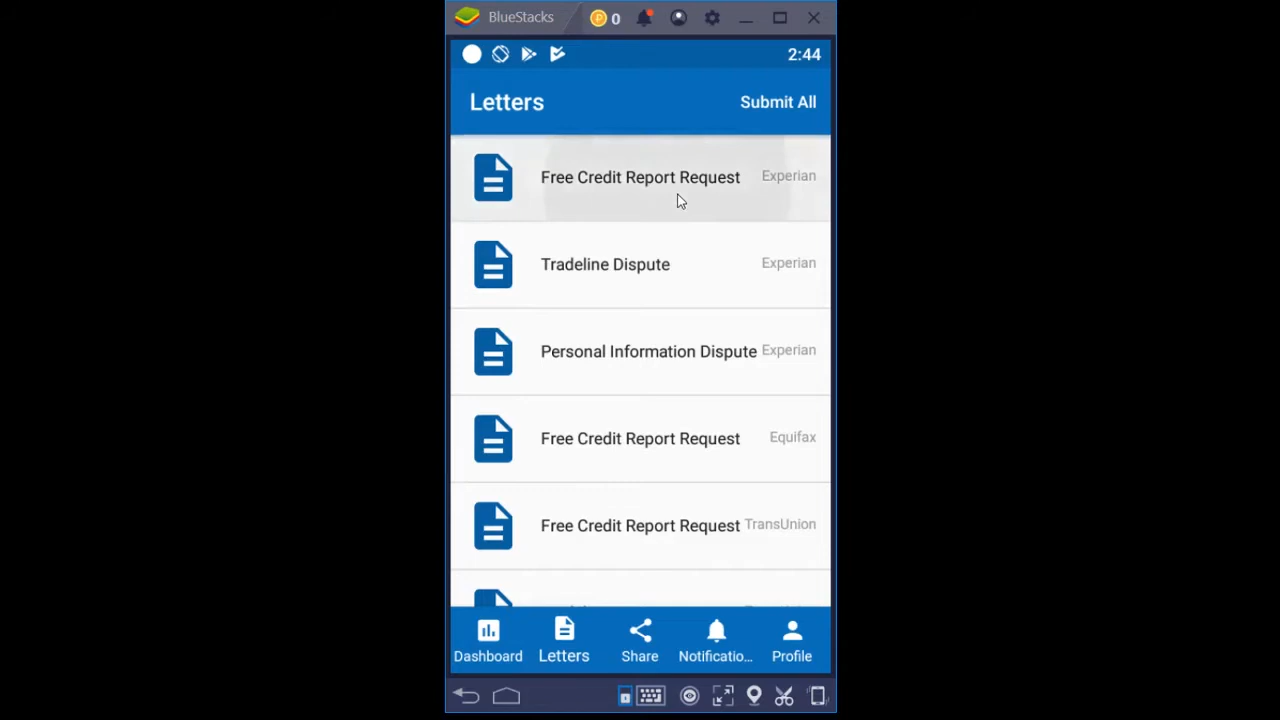 BlueStacks 0
2:44
Letters Submit All
Free Credit Report Request Experian
Tradeline Dispute Experian
Personal Information Dispute Experian
Free Credit Report Request Equifax
Free Credit Report Request TransUnion
Dashboard Letters Share Notificatio... Profile